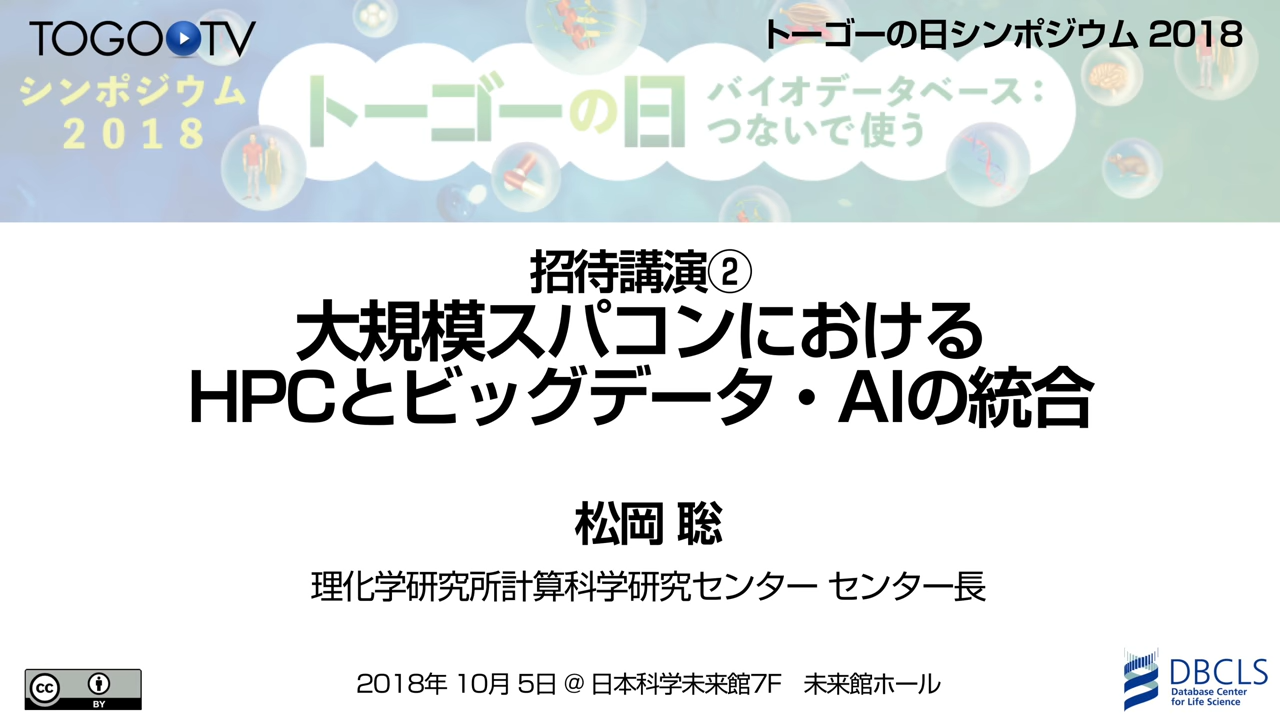 TOGO TV
トーゴーの日シンポジウム 2018
シンポジウム
2018
トーゴーの日
バイオデータベース：
つないで使う
招待講演②
大規模スパコンにおける
HPCとビッグデータ・AIの統合
松岡 聡
理化学研究所計算科学研究センター センター長
2018年 10月 5日 @ 日本科学未来館7F　未来館ホール
cc
BY
DBCLS
Database Center
for Life Science